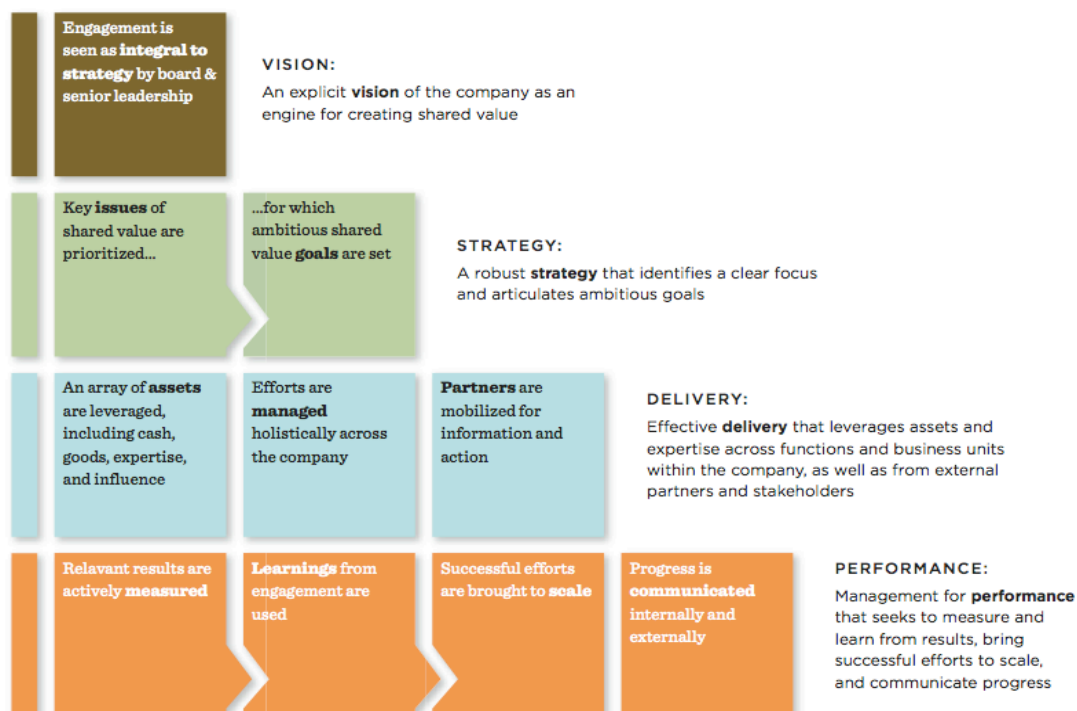 Engagement is
seen as integral to
strategy by board &
senior leadership
VISION:
An explicit vision of the company as an
engine for creating shared value
Key issues of
shared value are
prioritized...
...for which
ambitious shared
value goals are set
STRATEGY:
A robust strategy that identifies a clear focus
and articulates ambitious goals
An array of assets
are leveraged,
including cash,
goods, expertise,
and influence
Efforts are
managed
holistically across
the company
Partners are
mobilized for
information and
action
DELIVERY:
Effective delivery that leverages assets and
expertise across functions and business units
within the company, as well as from external
partners and stakeholders
Relavant results are
actively measured
Learnings from
engagement are
used
Successful efforts
are brought to scale
Progress is
communicated
internally and
externally
PERFORMANCE:
Management for performance
that seeks to measure and
learn from results, bring
successful efforts to scale,
and communicate progress